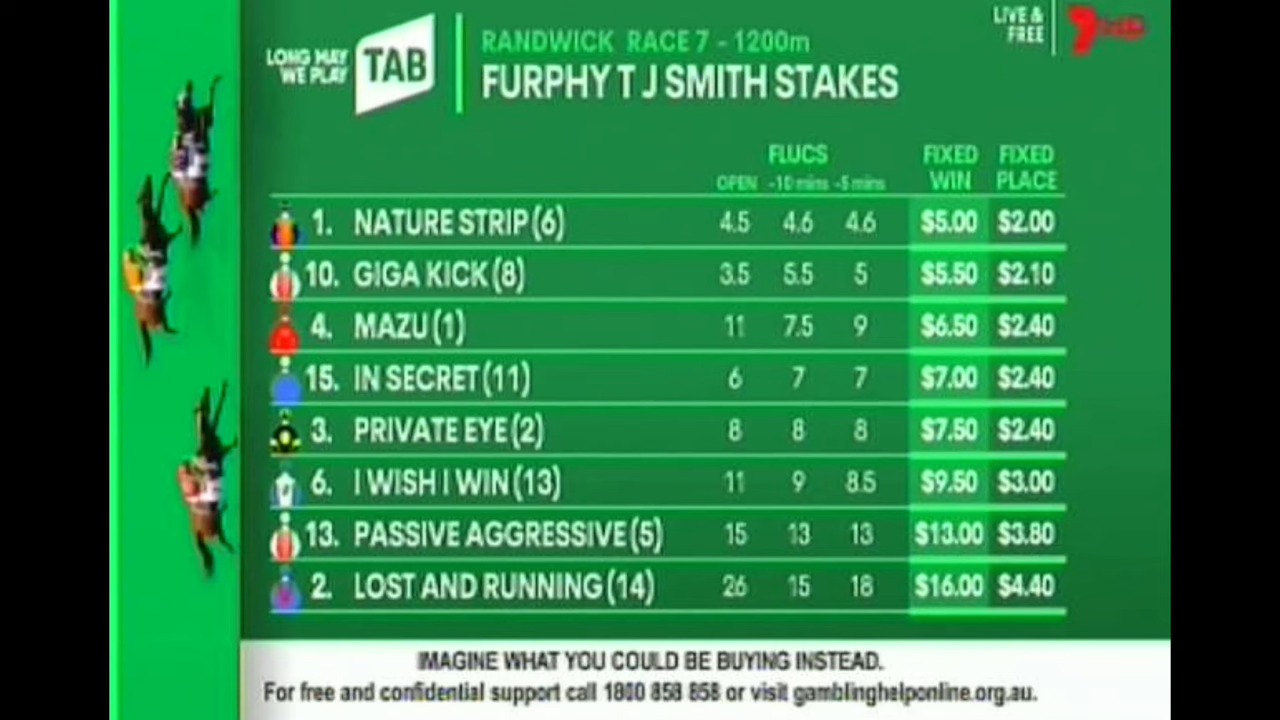 LONG MAY
WE PLAY
TAB
RANDWICK RACE 7 - 1200m
FURPHY T J SMITH STAKES
LIVE &
FREE
7HD
FLUCS
FIXED WIN
FIXED PLACE
OPEN -10 mins -5 mins
1. NATURE STRIP (6) 4.5 4.6 4.6 $5.00 $2.00
10. GIGA KICK (8) 3.5 5.5 5 $5.50 $2.10
4. MAZU (1) 11 7.5 9 $6.50 $2.40
15. IN SECRET (11) 6 7 7 $7.00 $2.40
3. PRIVATE EYE (2) 8 8 8 $7.50 $2.40
6. I WISH I WIN (13) 11 9 8.5 $9.50 $3.00
13. PASSIVE AGGRESSIVE (5) 15 13 13 $13.00 $3.80
2. LOST AND RUNNING (14) 26 15 18 $16.00 $4.40
IMAGINE WHAT YOU COULD BE BUYING INSTEAD.
For free and confidential support call 1800 858 858 or visit gamblinghelponline.org.au.